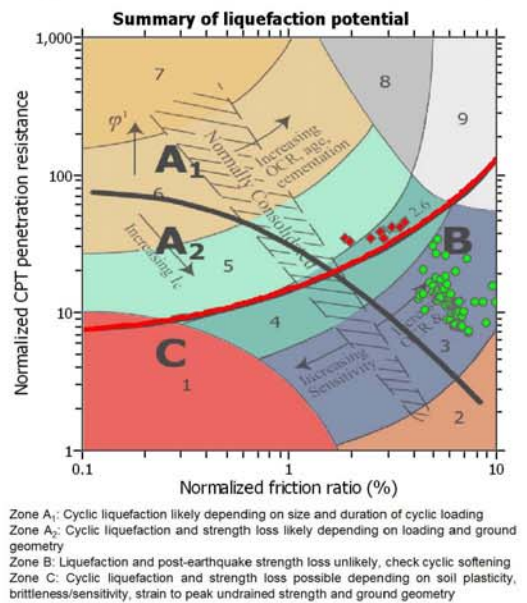 Summary of liquefaction potential
1,000
7
8
9
φ'
Normally Consolidated
Increasing
OCR, age,
cementation
A1
100
6
2.6
A2
B
Increasing Ic
5
10
4
C
1
Increasing
Sensitivity
3
2
1
0.1
1
10
Normalized CPT penetration resistance
Normalized friction ratio (%)
Zone A1: Cyclic liquefaction likely depending on size and duration of cyclic loading
Zone A2: Cyclic liquefaction and strength loss likely depending on loading and ground
geometry
Zone B: Liquefaction and post-earthquake strength loss unlikely, check cyclic softening
Zone C: Cyclic liquefaction and strength loss possible depending on soil plasticity,
brittleness/sensitivity, strain to peak undrained strength and ground geometry